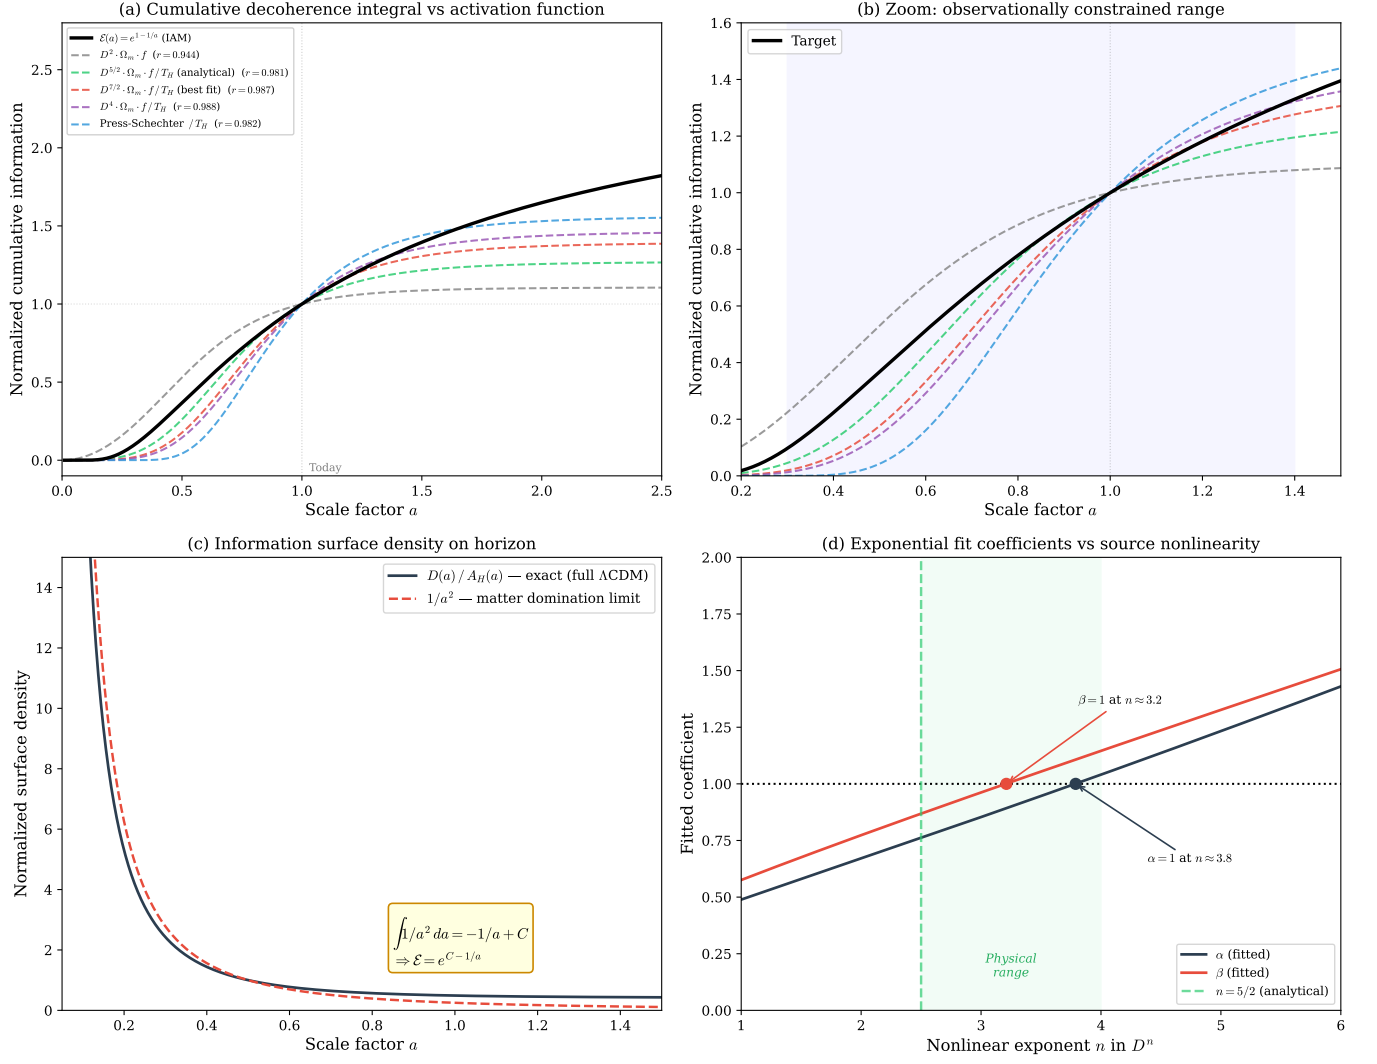 (a) Cumulative decoherence integral vs activation function
Normalized cumulative information
2.5
2.0
1.5
1.0
0.5
0.0
ℰ(a) = e^{1−1/a} (IAM)
D² · Ω_m · f (r = 0.944)
D^{5/2} · Ω_m · f / T_H (analytical) (r = 0.981)
D^{7/2} · Ω_m · f / T_H (best fit) (r = 0.987)
D⁴ · Ω_m · f / T_H (r = 0.988)
Press-Schechter / T_H (r = 0.982)
Today
0.0 0.5 1.0 1.5 2.0 2.5
Scale factor a
(b) Zoom: observationally constrained range
Normalized cumulative information
1.6
1.4
1.2
1.0
0.8
0.6
0.4
0.2
0.0
Target
0.2 0.4 0.6 0.8 1.0 1.2 1.4
Scale factor a
(c) Information surface density on horizon
Normalized surface density
14
12
10
8
6
4
2
0
D(a) / A_H(a) — exact (full ΛCDM)
1/a² — matter domination limit
∫1/a² da = −1/a + C
⇒ ℰ = e^{C−1/a}
0.2 0.4 0.6 0.8 1.0 1.2 1.4
Scale factor a
(d) Exponential fit coefficients vs source nonlinearity
Fitted coefficient
2.00
1.75
1.50
1.25
1.00
0.75
0.50
0.25
0.00
β = 1 at n ≈ 3.2
α = 1 at n ≈ 3.8
Physical
range
α (fitted)
β (fitted)
n = 5/2 (analytical)
1 2 3 4 5 6
Nonlinear exponent n in Dⁿ